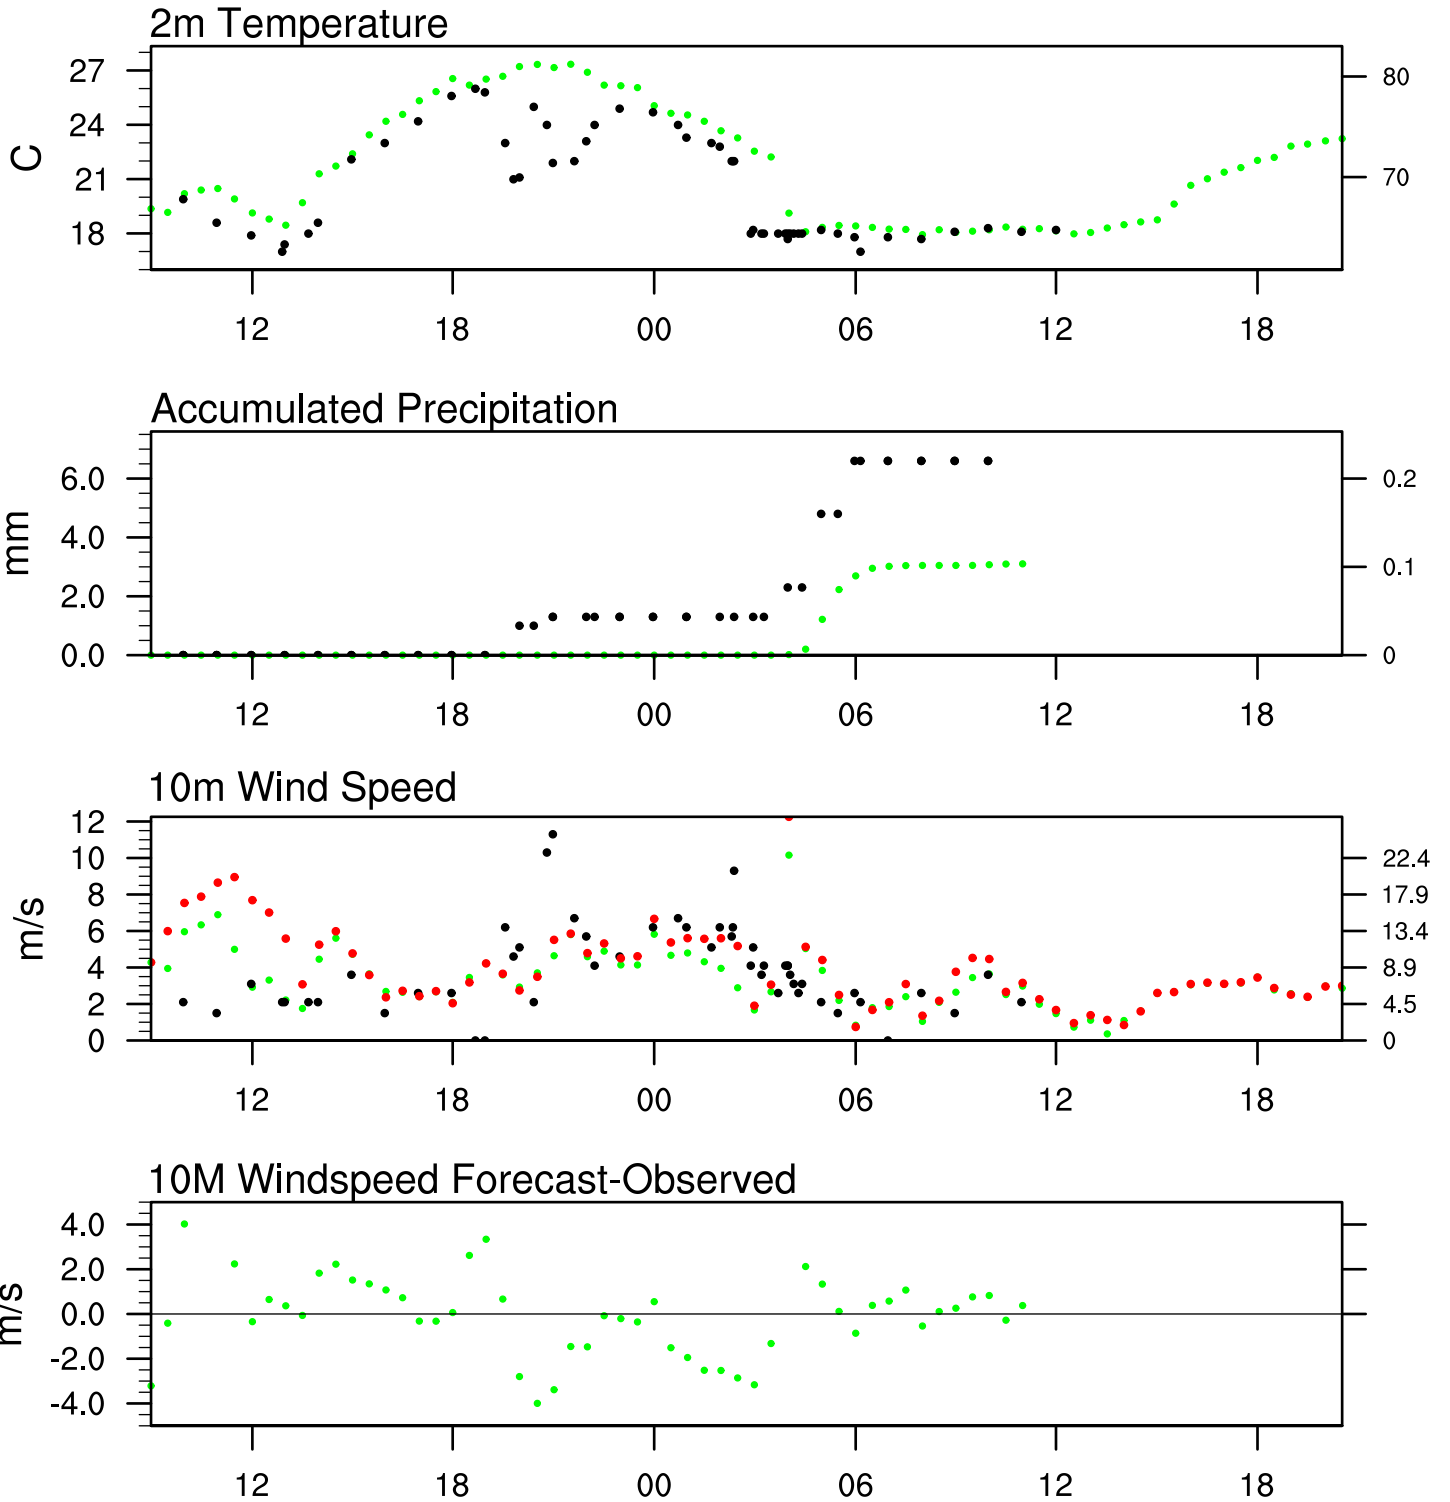 2m Temperature
27
24
21
18
C
80
70
12 18 00 06 12 18
Accumulated Precipitation
6.0
4.0
2.0
0.0
mm
0.2
0.1
0
12 18 00 06 12 18
10m Wind Speed
12
10
8
6
4
2
0
m/s
22.4
17.9
13.4
8.9
4.5
0
12 18 00 06 12 18
10M Windspeed Forecast-Observed
4.0
2.0
0.0
-2.0
-4.0
m/s
12 18 00 06 12 18